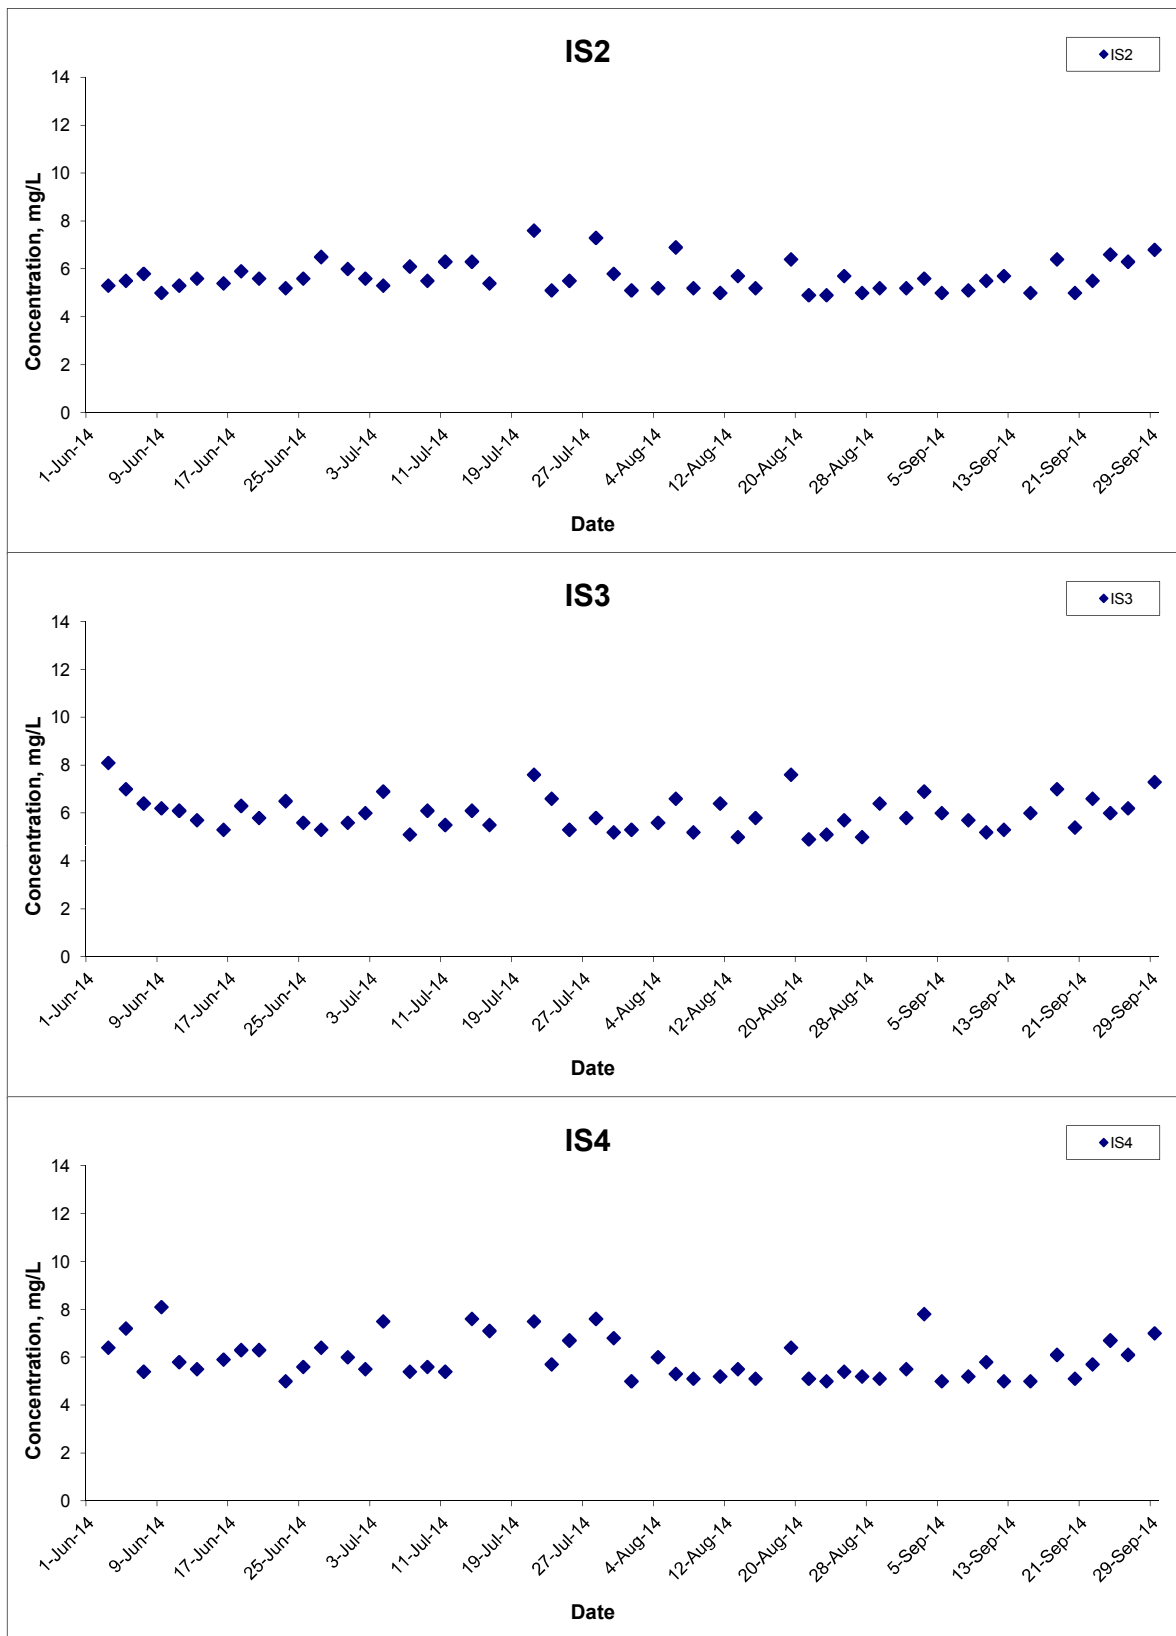 IS2
IS2
14
12
10
8
6
4
2
0
Concentration, mg/L
1-Jun-14
9-Jun-14
17-Jun-14
25-Jun-14
3-Jul-14
11-Jul-14
19-Jul-14
27-Jul-14
4-Aug-14
12-Aug-14
20-Aug-14
28-Aug-14
5-Sep-14
13-Sep-14
21-Sep-14
29-Sep-14
Date
IS3
IS3
14
12
10
8
6
4
2
0
Concentration, mg/L
1-Jun-14
9-Jun-14
17-Jun-14
25-Jun-14
3-Jul-14
11-Jul-14
19-Jul-14
27-Jul-14
4-Aug-14
12-Aug-14
20-Aug-14
28-Aug-14
5-Sep-14
13-Sep-14
21-Sep-14
29-Sep-14
Date
IS4
IS4
14
12
10
8
6
4
2
0
Concentration, mg/L
1-Jun-14
9-Jun-14
17-Jun-14
25-Jun-14
3-Jul-14
11-Jul-14
19-Jul-14
27-Jul-14
4-Aug-14
12-Aug-14
20-Aug-14
28-Aug-14
5-Sep-14
13-Sep-14
21-Sep-14
29-Sep-14
Date